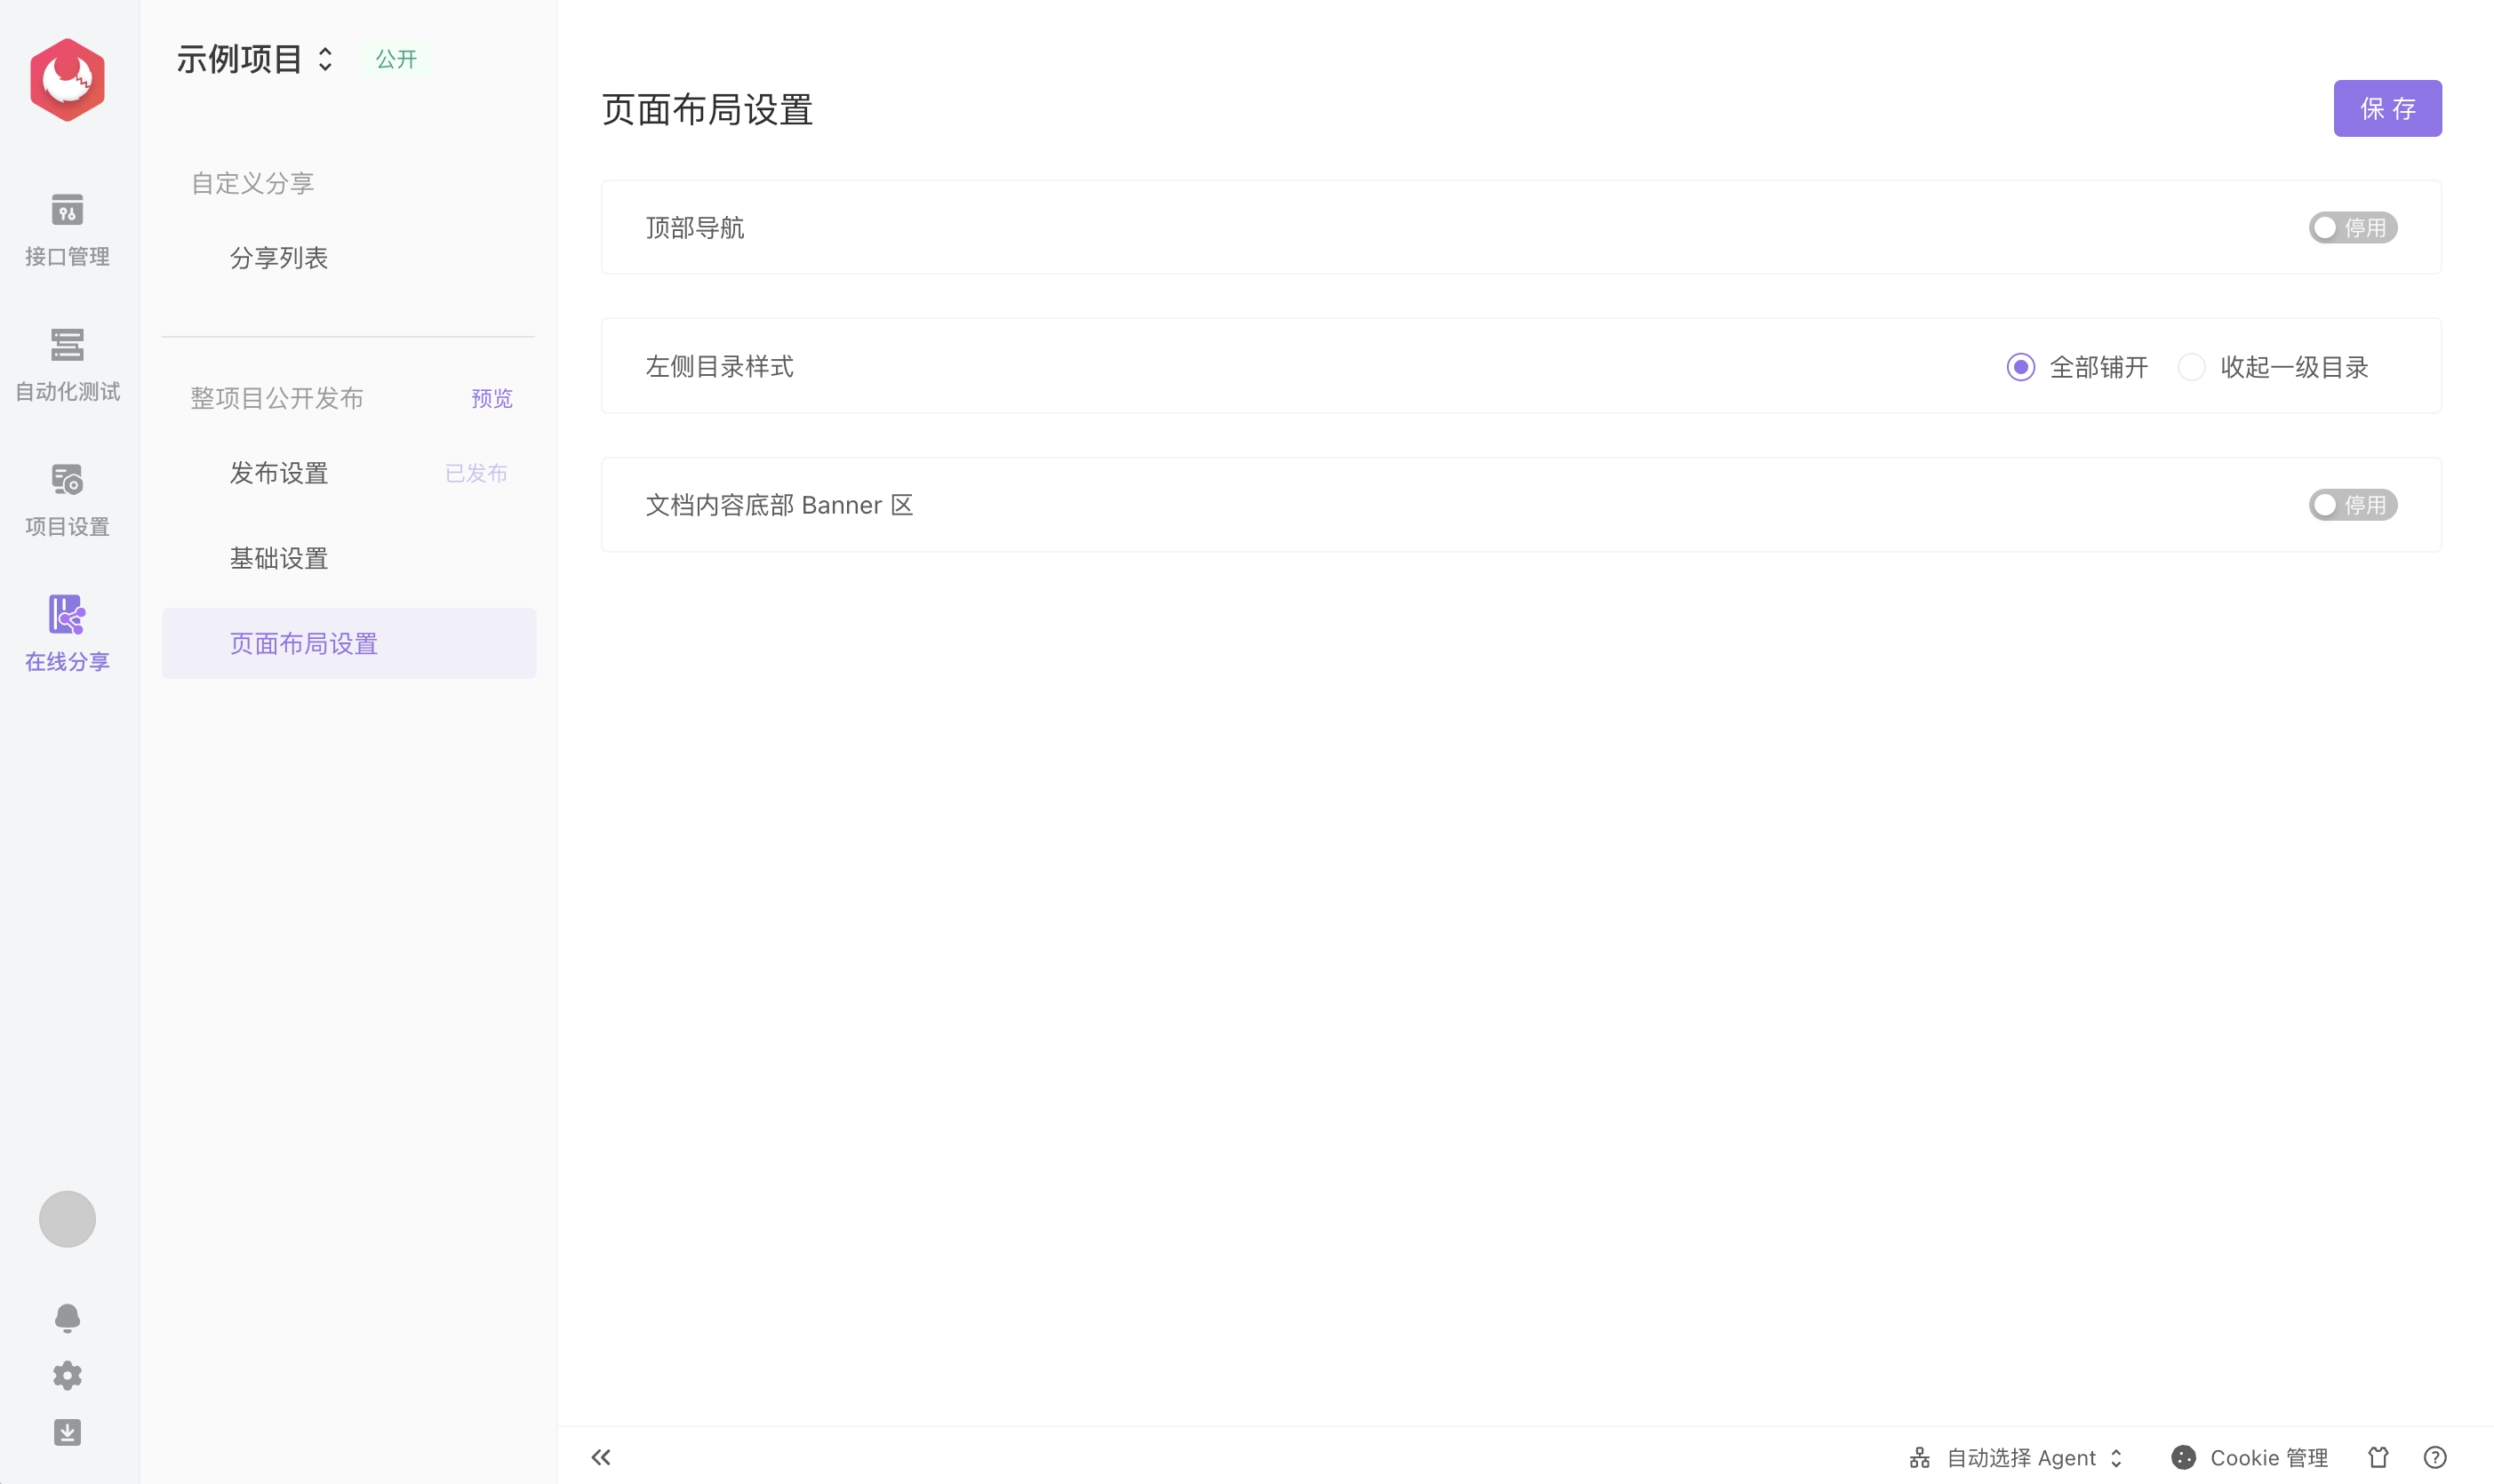 示例项目
公开
接口管理
自动化测试
项目设置
在线分享
自定义分享
分享列表
整项目公开发布 预览
发布设置 已发布
基础设置
页面布局设置
页面布局设置
保存
顶部导航 停用
左侧目录样式 全部铺开 收起一级目录
文档内容底部 Banner 区 停用
自动选择 Agent Cookie 管理